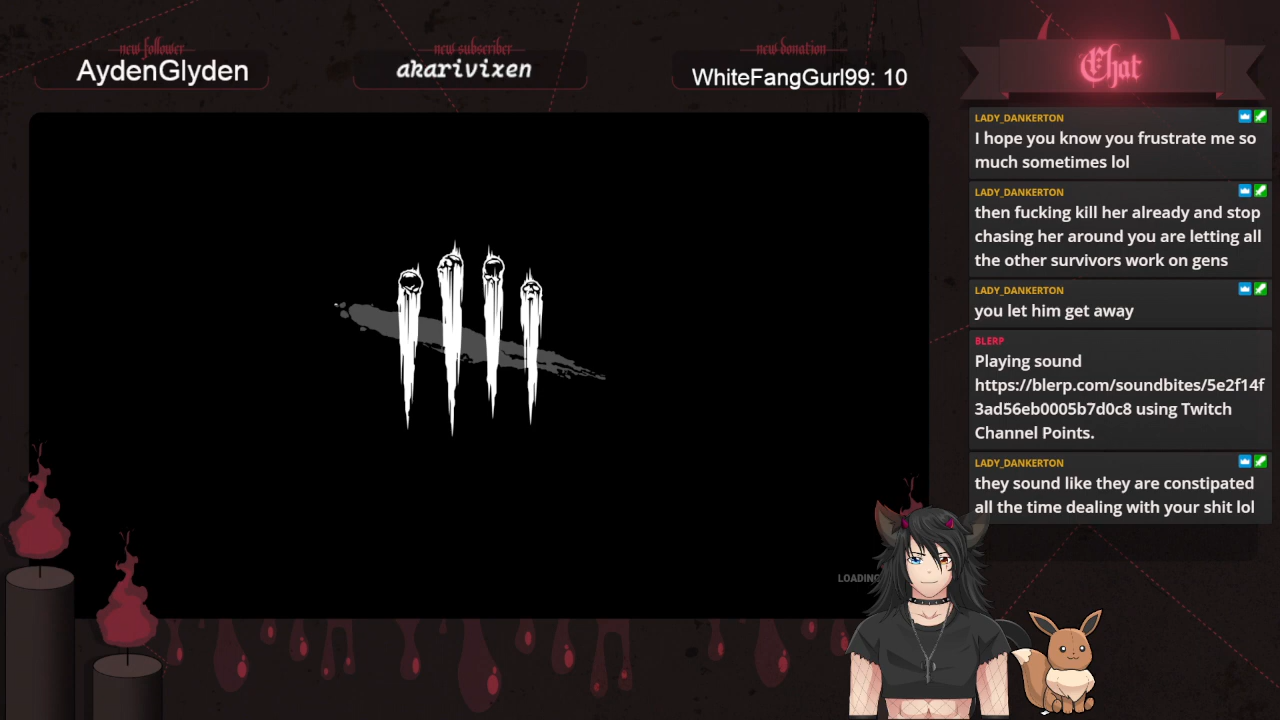 new follower
AydenGlyden
new subscriber
akarivixen
new donation
WhiteFangGurl99: 10
Chat
LADY_DANKERTON
I hope you know you frustrate me so
much sometimes lol
LADY_DANKERTON
then fucking kill her already and stop
chasing her around you are letting all
the other survivors work on gens
LADY_DANKERTON
you let him get away
BLERP
Playing sound
https://blerp.com/soundbites/5e2f14f
3ad56eb0005b7d0c8 using Twitch
Channel Points.
LADY_DANKERTON
they sound like they are constipated
all the time dealing with your shit lol
LOADING